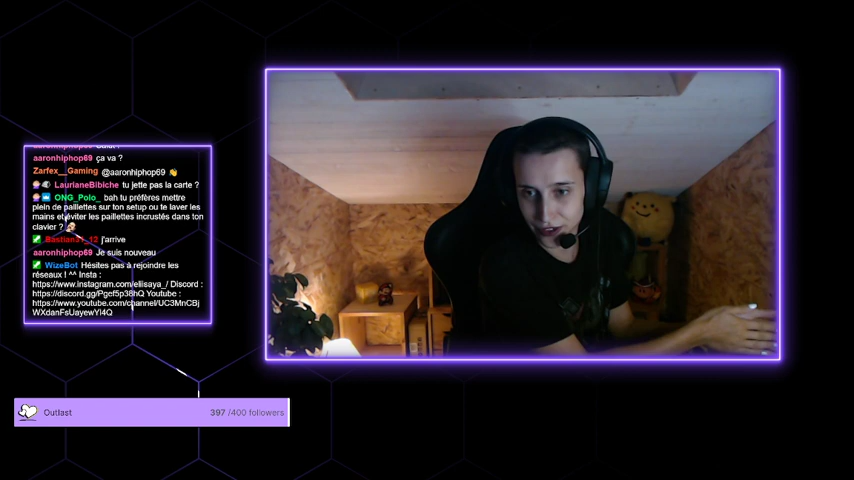 aaronhiphop69 ça va ?
Zarfex__Gaming @aaronhiphop69
LaurianeBibiche tu jette pas la carte ?
ONG_Polo_ bah tu préfères mettre
plein de paillettes sur ton setup ou te laver les
mains et éviter les paillettes incrustés dans ton
clavier ?
j'arrive
aaronhiphop69 Je suis nouveau
WizeBot Hésites pas à rejoindre les
réseaux ! ^^ Insta :
https://www.instagram.com/eliisaya_/ Discord :
https://discord.gg/Pgef5p38hQ Youtube :
https://www.youtube.com/channel/UC3MnCBj
WXdanFsUayewYi4Q
Outlast 397 /400 followers